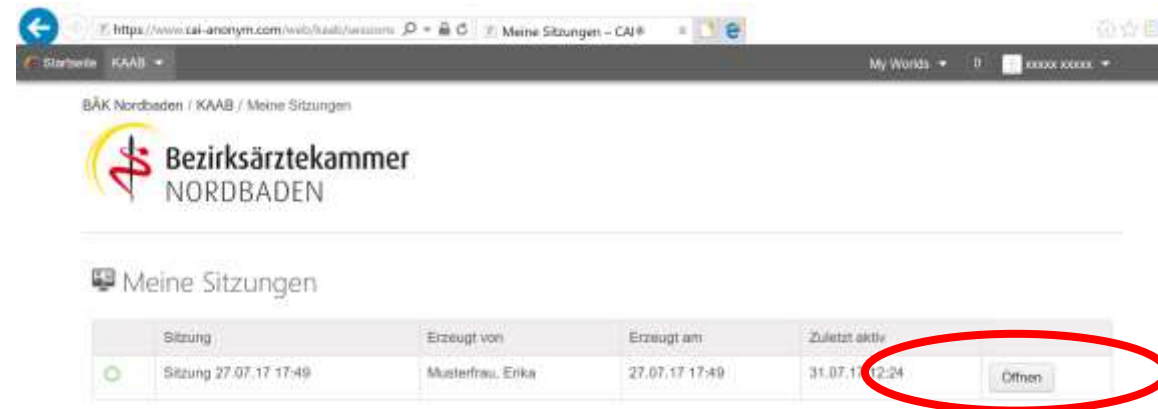 https://www.cai-anonym.com/web/kaab/sessions Meine Sitzungen – CAI®
Startseite KAAB My Worlds 0 xxxxx xxxxx
BÄK Nordbaden / KAAB / Meine Sitzungen
Bezirksärztekammer
NORDBADEN
Meine Sitzungen
Sitzung Erzeugt von Erzeugt am Zuletzt aktiv
Sitzung 27.07.17 17:49 Musterfrau, Erika 27.07.17 17:49 31.07.17 12:24 Öffnen